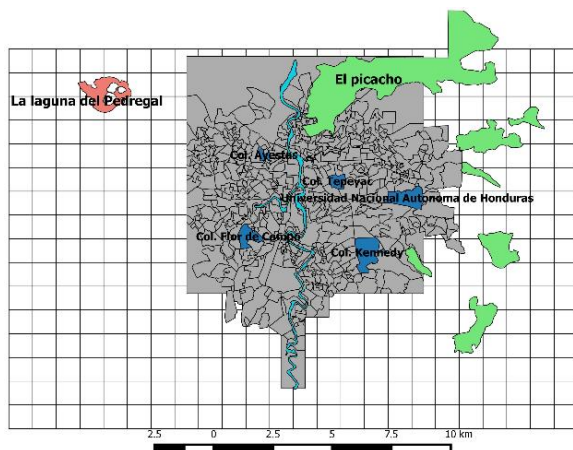 El picacho
La laguna del Pedregal
Col. Ayestas
Col. Tepeyac
Universidad Nacional Autonoma de Honduras
Col. Flor de Campo
Col. Kennedy
2.5 0 2.5 5 7.5 10 km